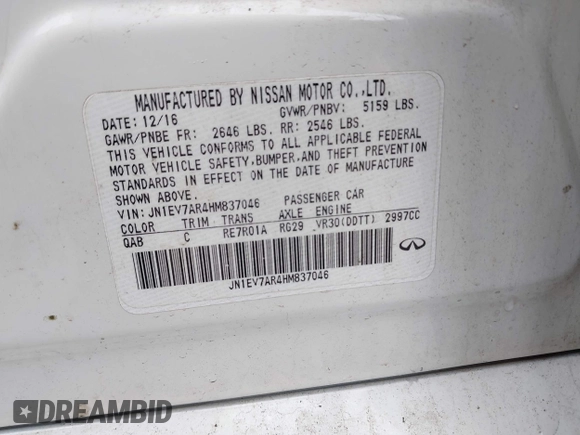 MANUFACTURED BY NISSAN MOTOR CO.,LTD.
DATE: 12/16 GVWR/PNBV: 5159 LBS.
GAWR/PNBE FR: 2646 LBS. RR: 2546 LBS.
THIS VEHICLE CONFORMS TO ALL APPLICABLE FEDERAL
MOTOR VEHICLE SAFETY,BUMPER,AND THEFT PREVENTION
STANDARDS IN EFFECT ON THE DATE OF MANUFACTURE
SHOWN ABOVE.
VIN: JN1EV7AR4HM837046 PASSENGER CAR
COLOR TRIM TRANS AXLE ENGINE
QAB C RE7R01A RG29 VR30(DDTT) 2997CC
JN1EV7AR4HM837046
DREAMBID